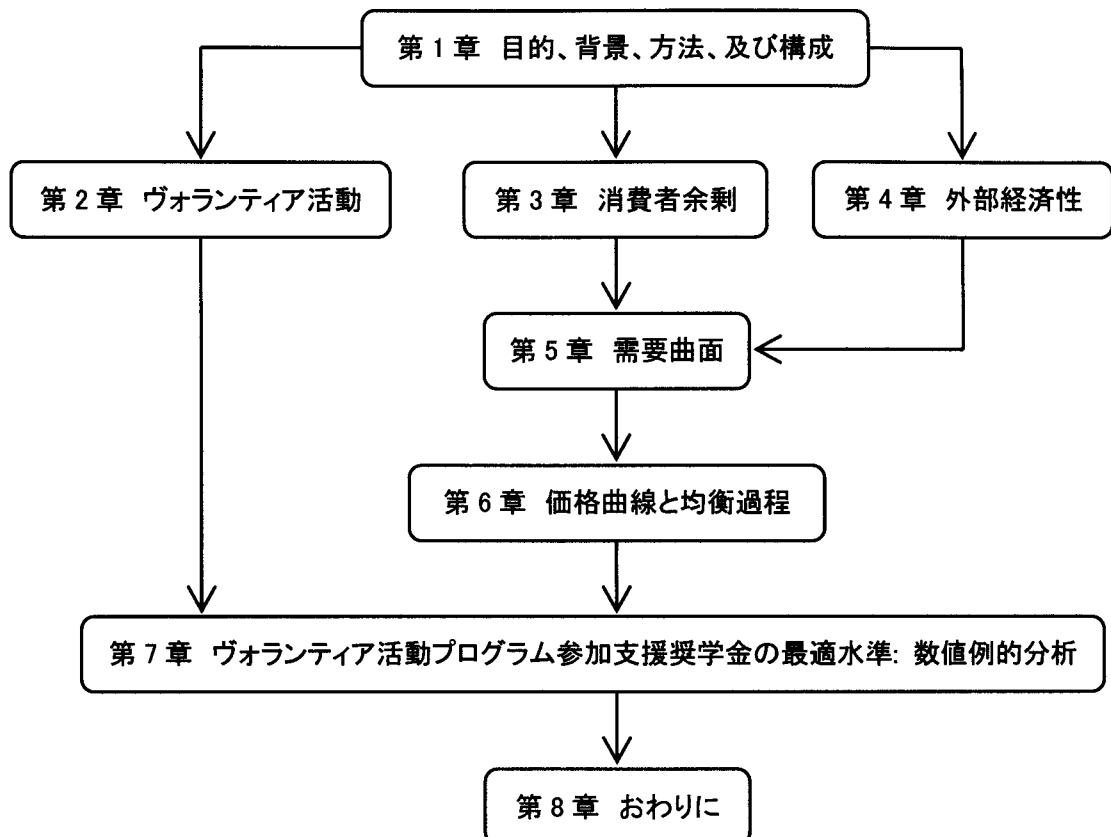 第1章 目的、背景、方法、及び構成
第2章 ヴォランティア活動
第3章 消費者余剰
第4章 外部経済性
第5章 需要曲面
第6章 価格曲線と均衡過程
第7章 ヴォランティア活動プログラム参加支援奨学金の最適水準: 数値例的分析
第8章 おわりに